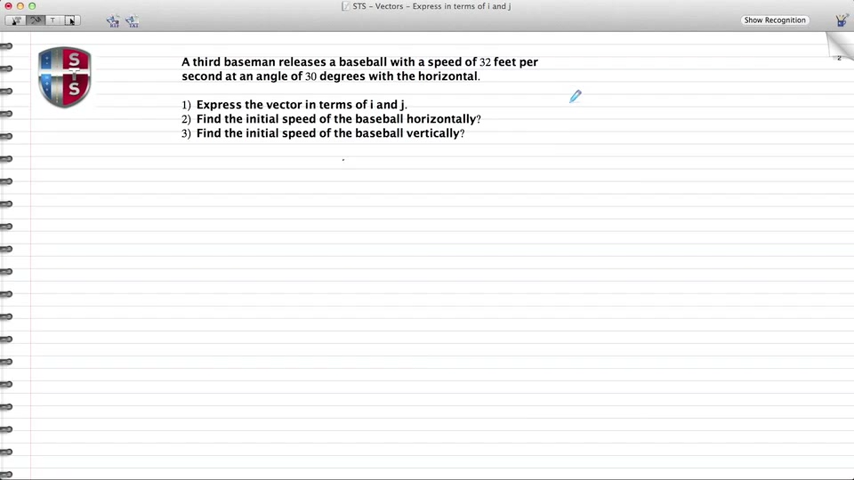 STS - Vectors - Express in terms of i and j
T
Show Recognition
2
S
T
S
A third baseman releases a baseball with a speed of 32 feet per
second at an angle of 30 degrees with the horizontal.
1) Express the vector in terms of i and j.
2) Find the initial speed of the baseball horizontally?
3) Find the initial speed of the baseball vertically?